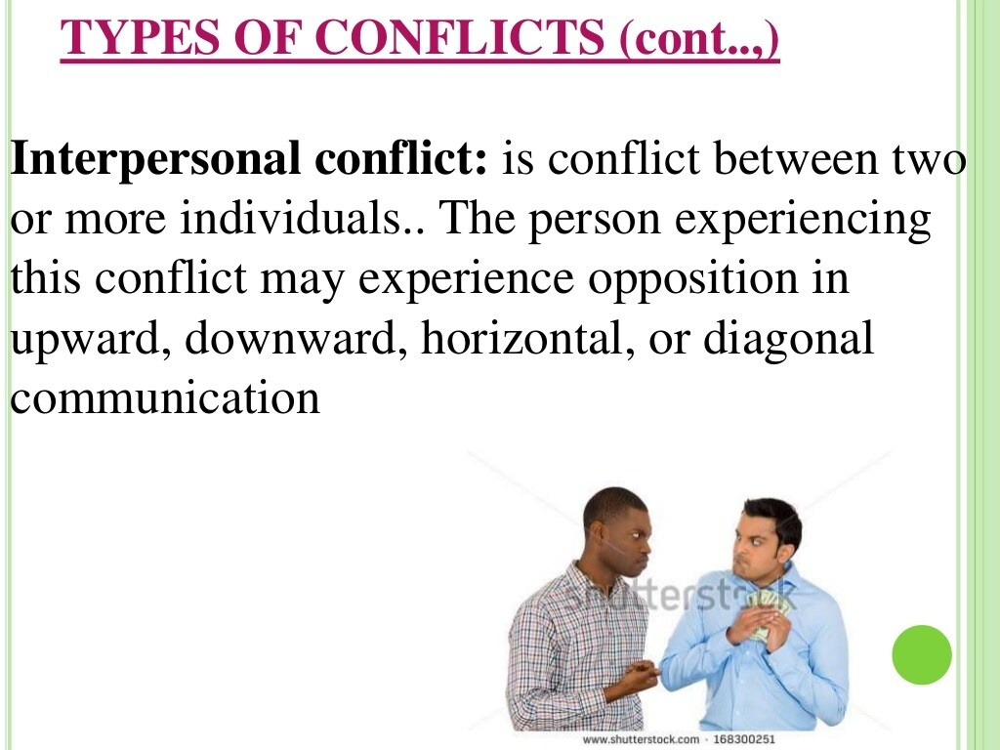 TYPES OF CONFLICTS (cont..,)
Interpersonal conflict: is conflict between two
or more individuals.. The person experiencing
this conflict may experience opposition in
upward, downward, horizontal, or diagonal
communication
shutterstock
www.shutterstock.com · 168300251